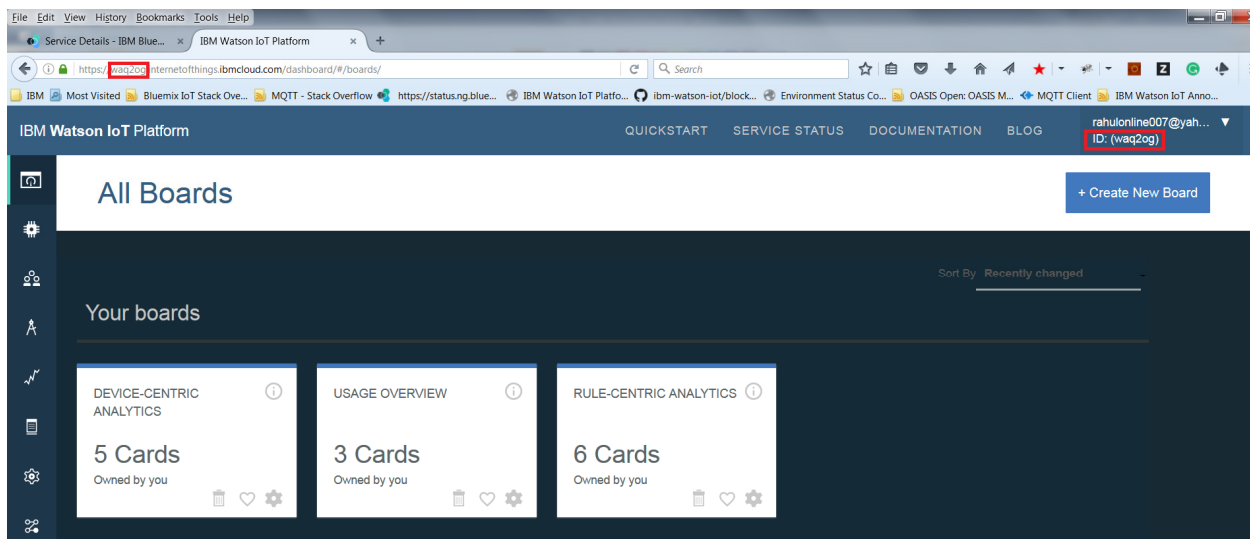 File Edit View History Bookmarks Tools Help
Service Details - IBM Blue... × IBM Watson IoT Platform × +
https://waq2og.internetofthings.ibmcloud.com/dashboard/#/boards/ Search
IBM Most Visited Bluemix IoT Stack Ove... MQTT - Stack Overflow https://status.ng.blue... IBM Watson IoT Platfo... ibm-watson-iot/block... Environment Status Co... OASIS Open: OASIS M... MQTT Client IBM Watson IoT Anno...
IBM Watson IoT Platform QUICKSTART SERVICE STATUS DOCUMENTATION BLOG rahulonline007@yah...
ID: (waq2og)
All Boards + Create New Board
Sort By Recently changed
Your boards
DEVICE-CENTRIC ANALYTICS
5 Cards
Owned by you
USAGE OVERVIEW
3 Cards
Owned by you
RULE-CENTRIC ANALYTICS
6 Cards
Owned by you